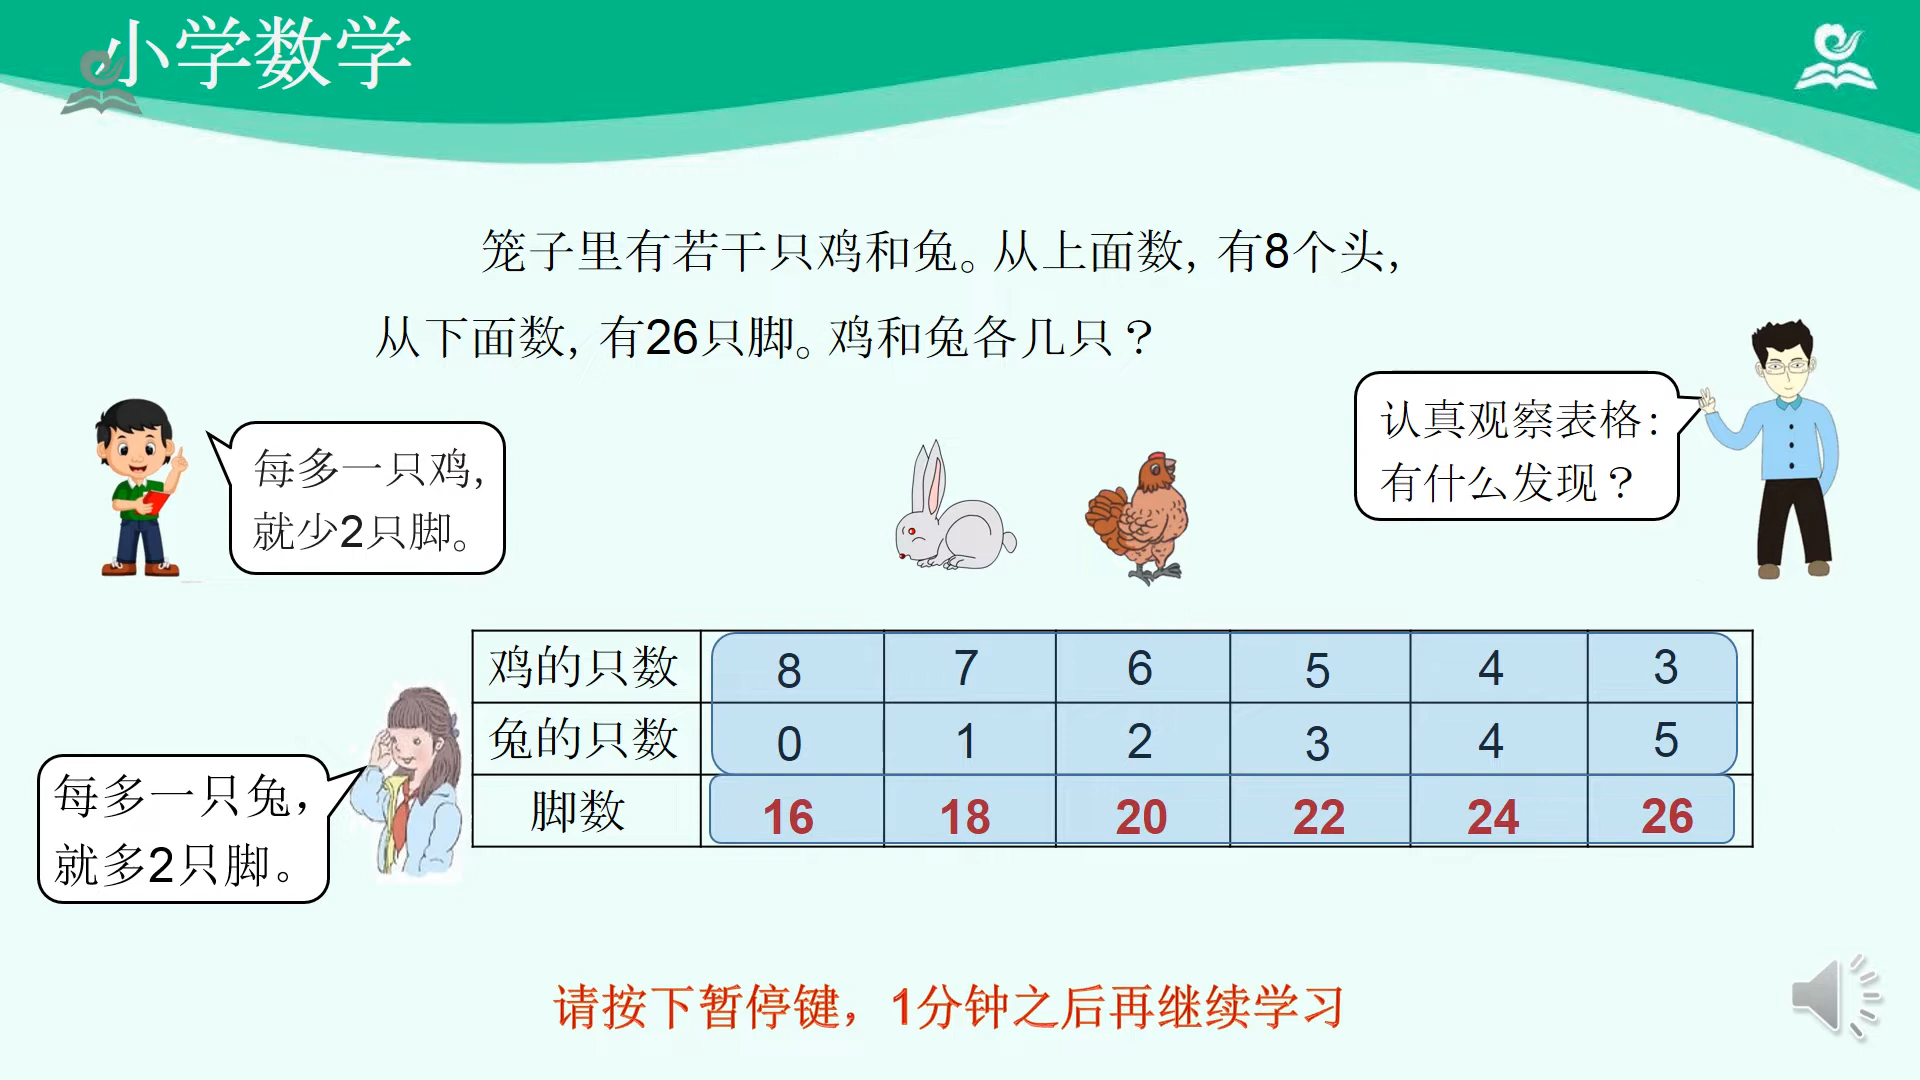 小学数学
笼子里有若干只鸡和兔。从上面数，有8个头，
从下面数，有26只脚。鸡和兔各几只？
每多一只鸡，
就少2只脚。
认真观察表格：
有什么发现？
鸡的只数 8 7 6 5 4 3
兔的只数 0 1 2 3 4 5
脚数 16 18 20 22 24 26
每多一只兔，
就多2只脚。
请按下暂停键，1分钟之后再继续学习